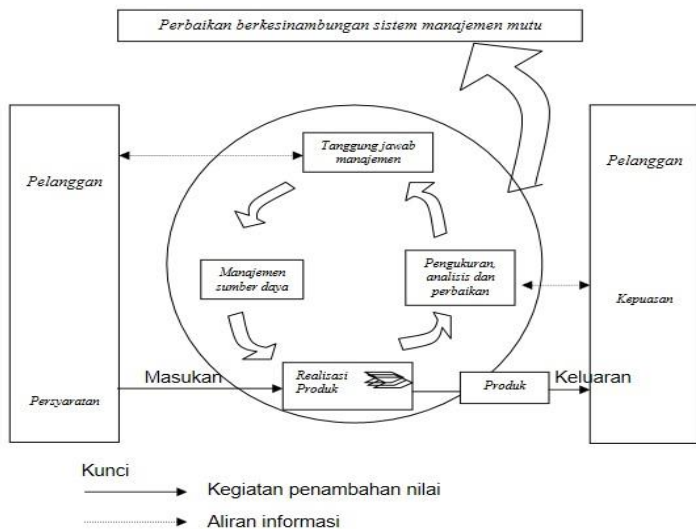 Perbaikan berkesinambungan sistem manajemen mutu
Pelanggan
Persyaratan
Tanggung jawab
manajemen
Manajemen
sumber daya
Pengukuran,
analisis dan
perbaikan
Masukan
Realisasi
Produk
Produk
Keluaran
Pelanggan
Kepuasan
Kunci
Kegiatan penambahan nilai
Aliran informasi